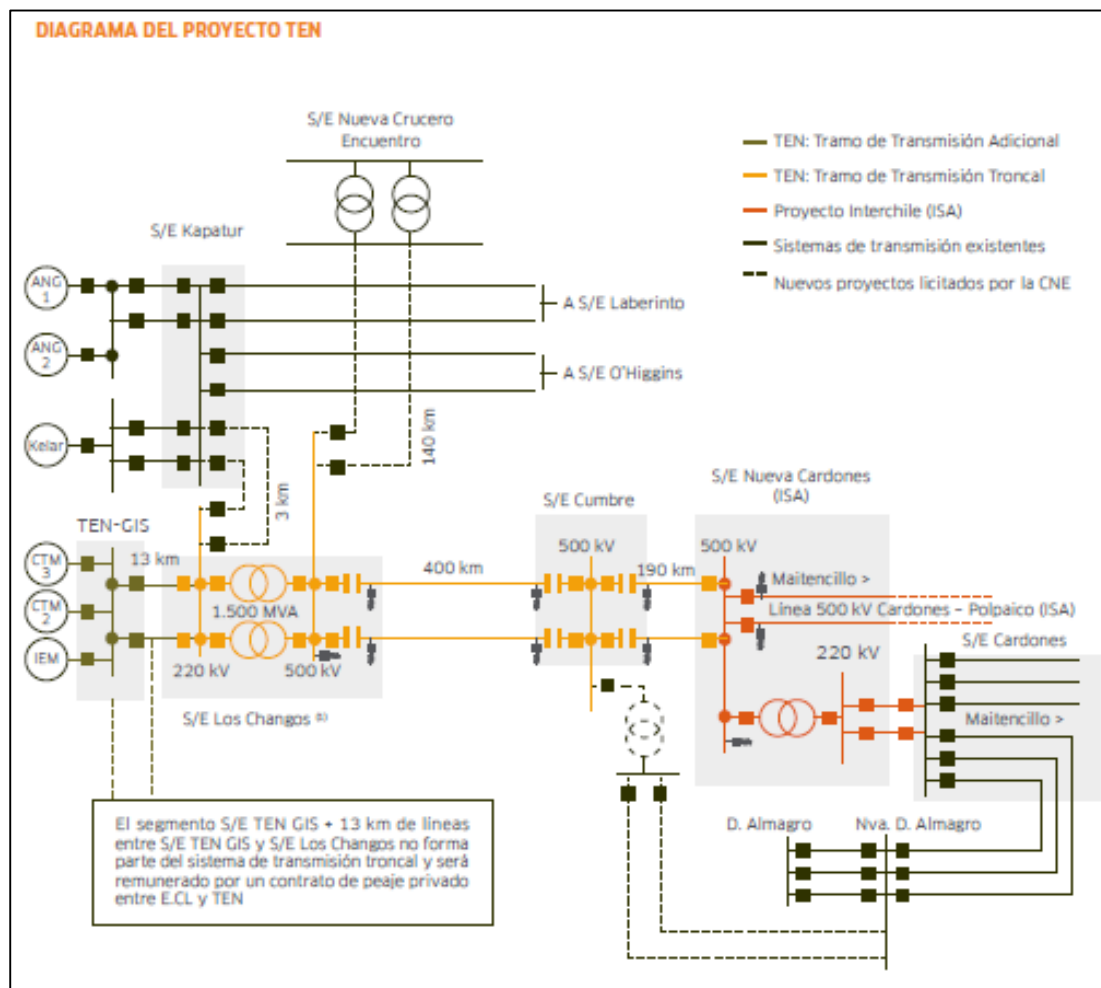 DIAGRAMA DEL PROYECTO TEN
S/E Nueva Crucero
Encuentro
TEN: Tramo de Transmisión Adicional
TEN: Tramo de Transmisión Troncal
Proyecto Interchile (ISA)
Sistemas de transmisión existentes
Nuevos proyectos licitados por la CNE
S/E Kapatur
ANG
1
A S/E Laberinto
ANG
2
A S/E O'Higgins
Kelar
140 km
3 km
S/E Nueva Cardones
(ISA)
S/E Cumbre
TEN-GIS
CTM
3
13 km
500 kV
500 kV
400 km
190 km
Maitencillo >
CTM
2
1.500 MVA
Línea 500 kV Cardones - Polpaico (ISA)
S/E Cardones
IEM
220 kV
500 kV
220 kV
S/E Los Changos
Maitencillo >
El segmento S/E TEN GIS + 13 km de líneas
entre S/E TEN GIS y S/E Los Changos no forma
parte del sistema de transmisión troncal y será
remunerado por un contrato de peaje privado
entre E.CL y TEN
D. Almagro
Nva. D. Almagro